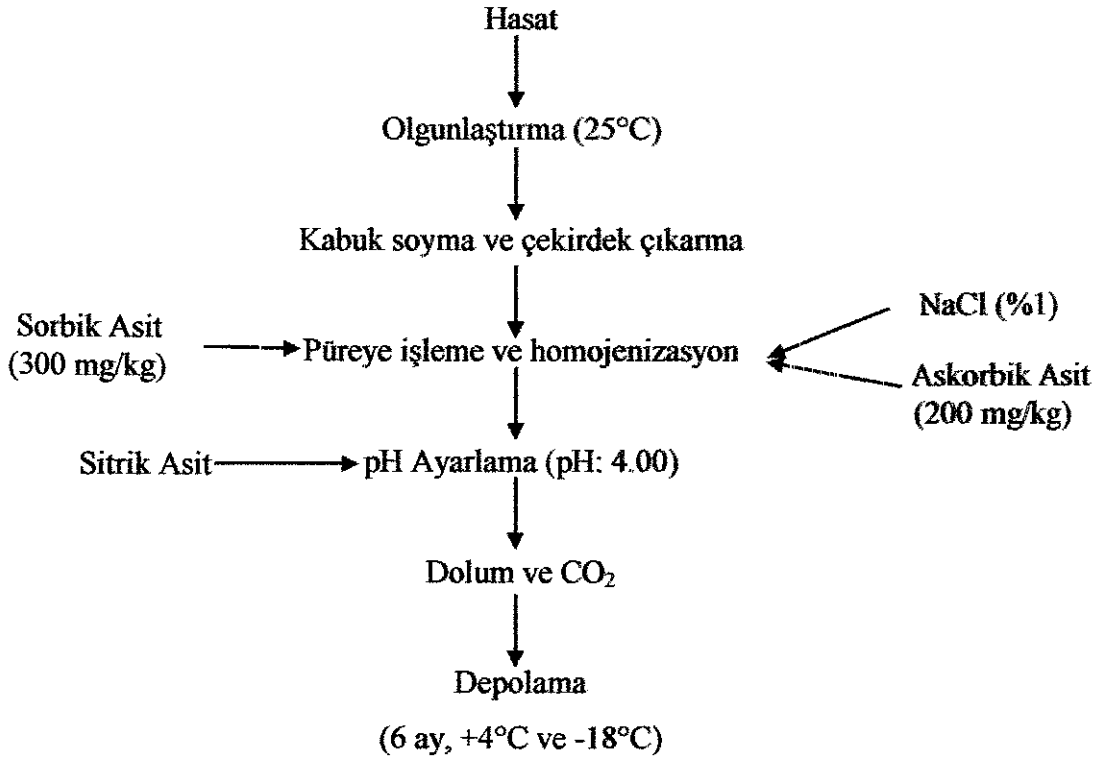 Hasat
Olgunlaştırma (25°C)
Kabuk soyma ve çekirdek çıkarma
NaCl (%1)
Sorbik Asit
(300 mg/kg)
Püreye işleme ve homojenizasyon
Askorbik Asit
(200 mg/kg)
Sitrik Asit
pH Ayarlama (pH: 4.00)
Dolum ve CO₂
Depolama
(6 ay, +4°C ve -18°C)